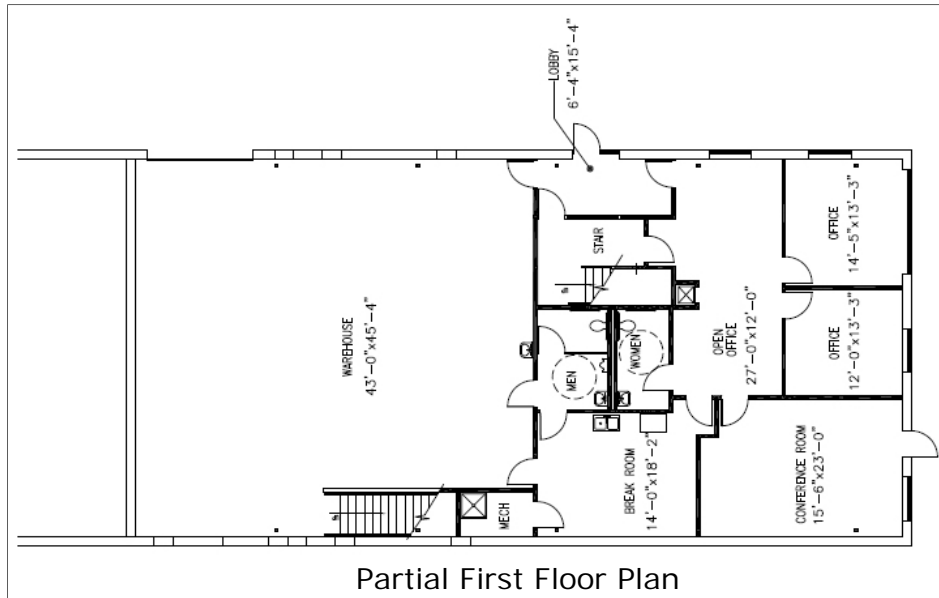 LOBBY
6'-4"x15'-4"
WAREHOUSE
43'-0"x45'-4"
STAIR
OFFICE
14'-5"x13'-3"
MEN
WOMEN
OPEN
OFFICE
27'-0"x12'-0"
OFFICE
12'-0"x13'-3"
MECH
BREAK ROOM
14'-0"x18'-2"
CONFERENCE ROOM
15'-6"x23'-0"
Partial First Floor Plan